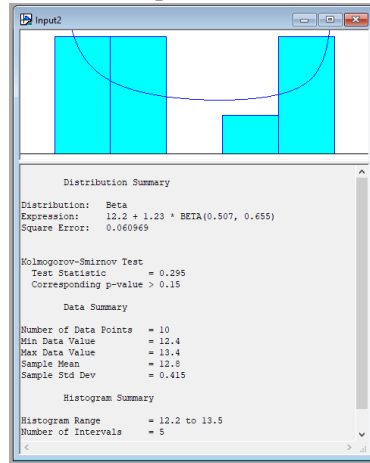 Input2
Distribution Summary
Distribution: Beta
Expression: 12.2 + 1.23 * BETA(0.507, 0.655)
Square Error: 0.060969
Kolmogorov-Smirnov Test
Test Statistic = 0.295
Corresponding p-value > 0.15
Data Summary
Number of Data Points = 10
Min Data Value = 12.4
Max Data Value = 13.4
Sample Mean = 12.8
Sample Std Dev = 0.415
Histogram Summary
Histogram Range = 12.2 to 13.5
Number of Intervals = 5